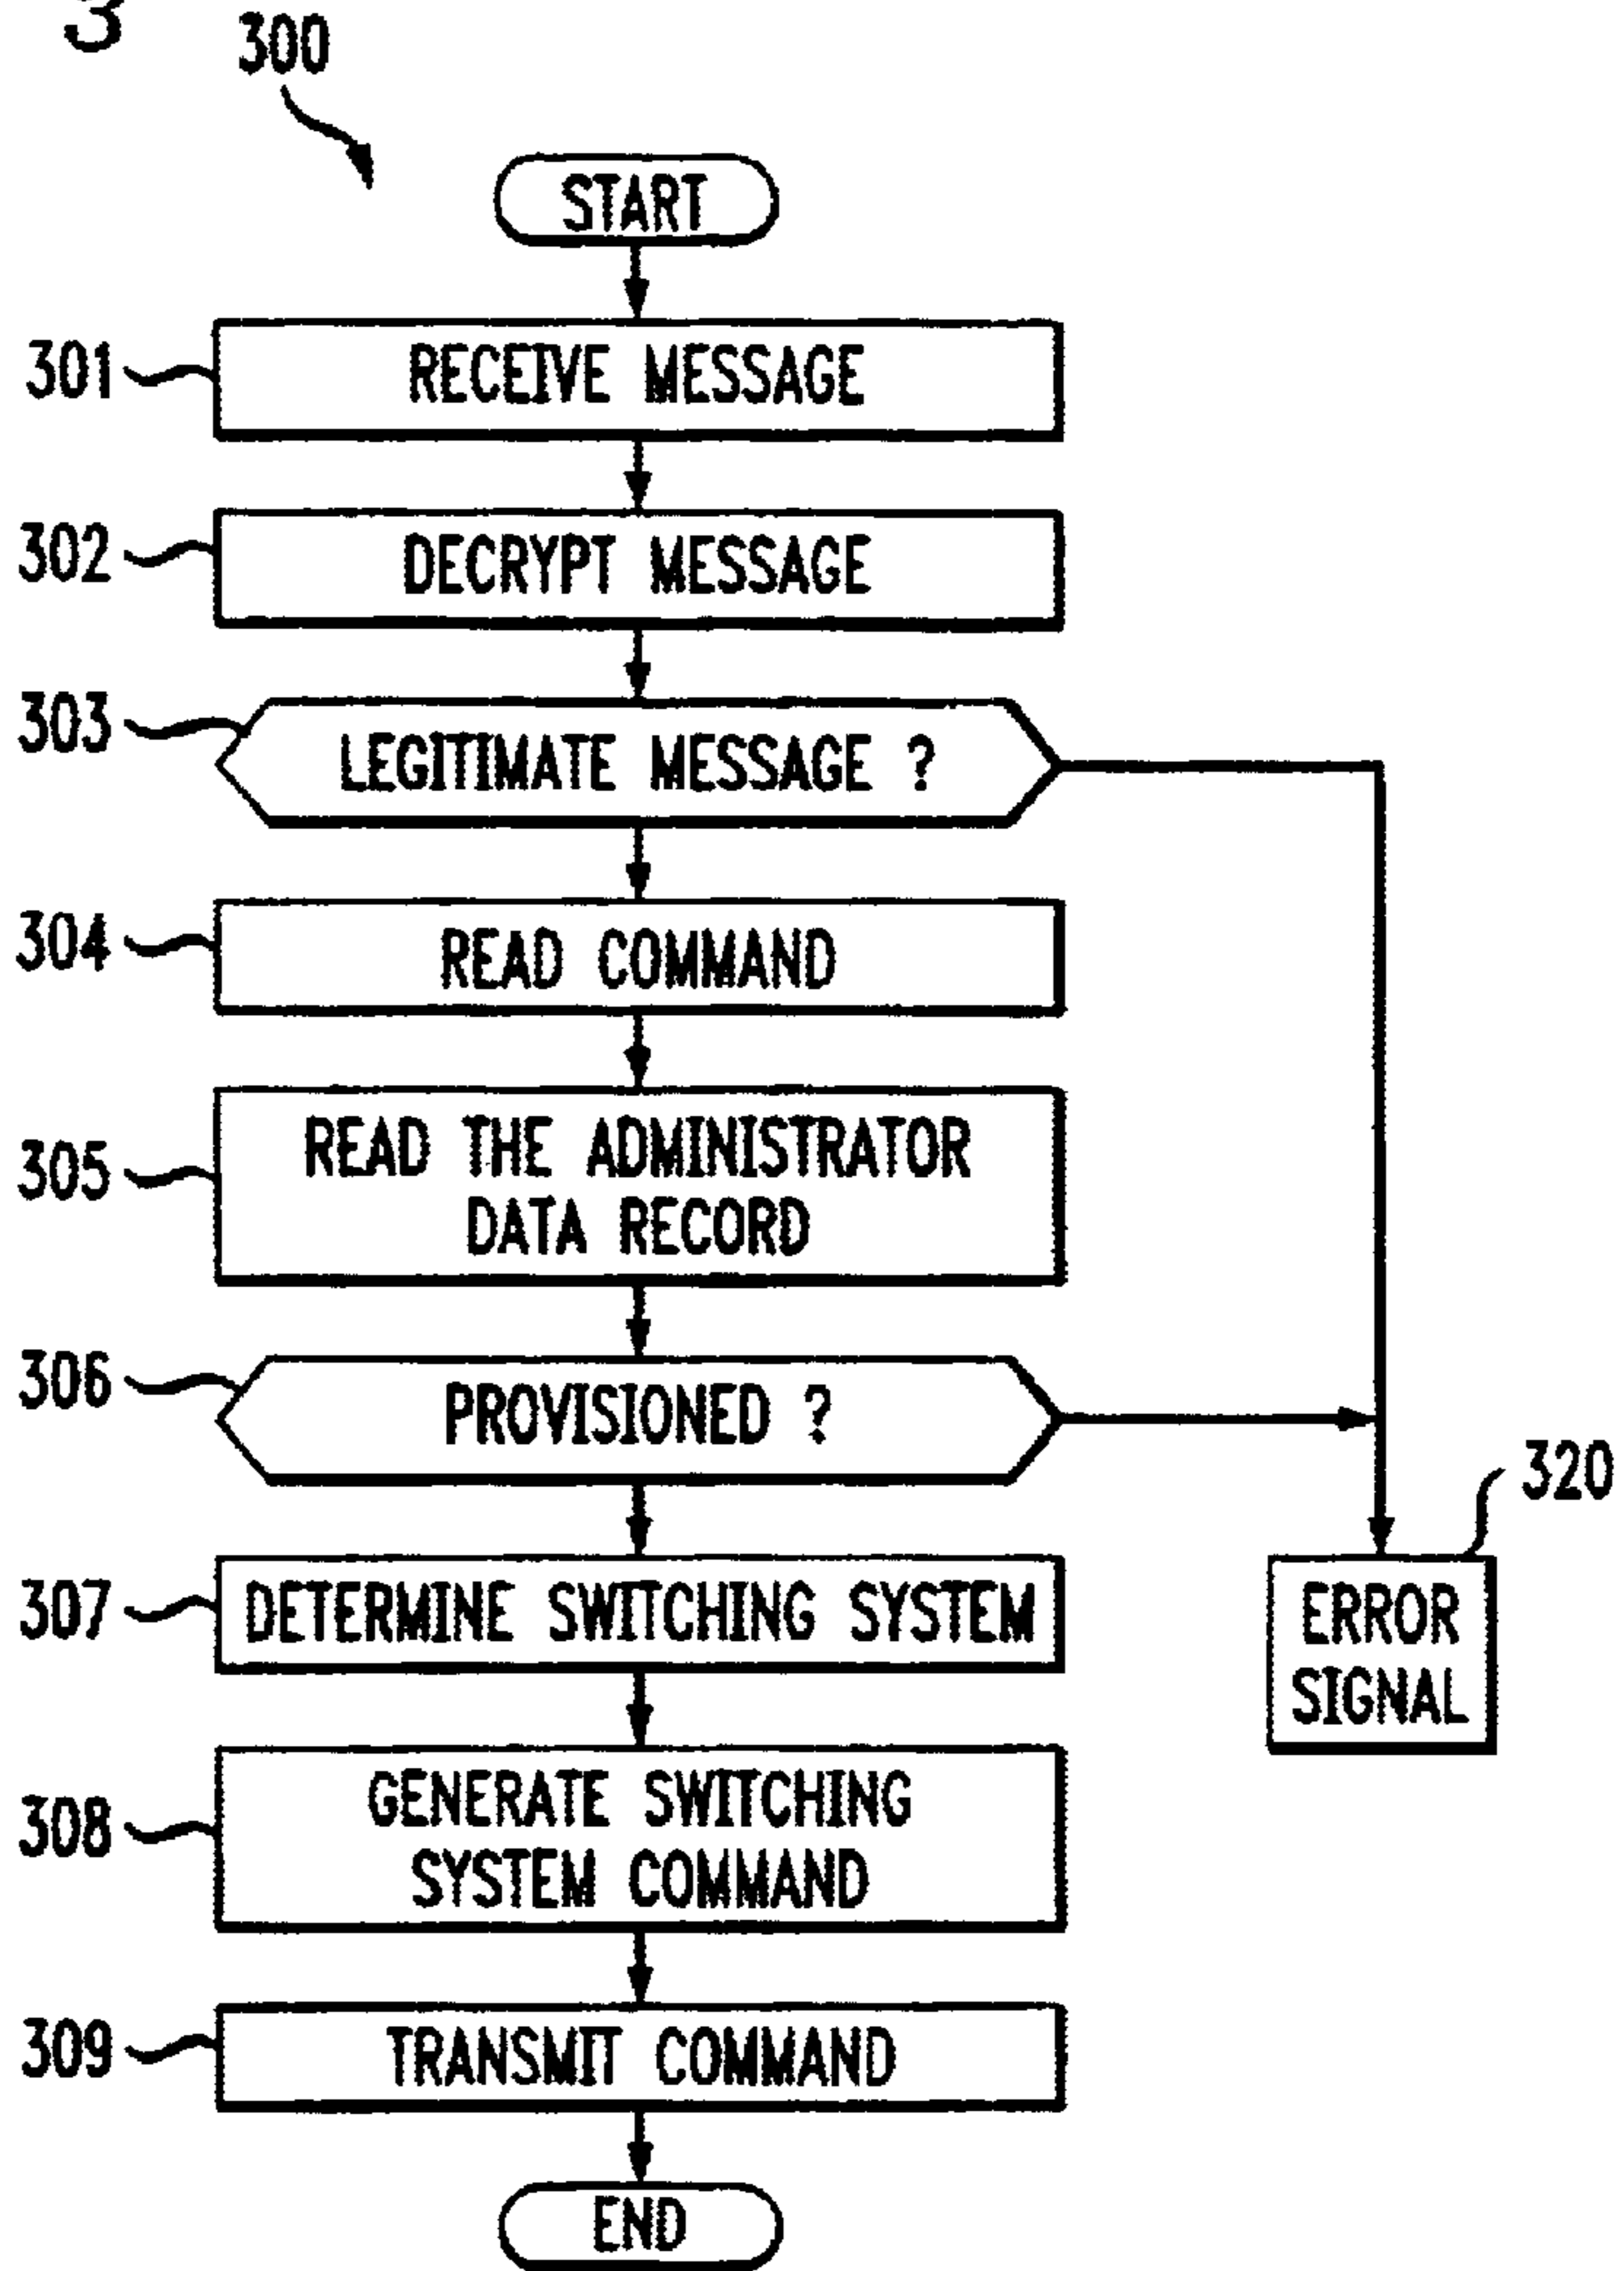 3
300
START
301
RECEIVE MESSAGE
302
DECRYPT MESSAGE
303
LEGITIMATE MESSAGE ?
304
READ COMMAND
305
READ THE ADMINISTRATOR
DATA RECORD
306
PROVISIONED ?
320
307
DETERMINE SWITCHING SYSTEM
ERROR
SIGNAL
308
GENERATE SWITCHING
SYSTEM COMMAND
309
TRANSMIT COMMAND
END